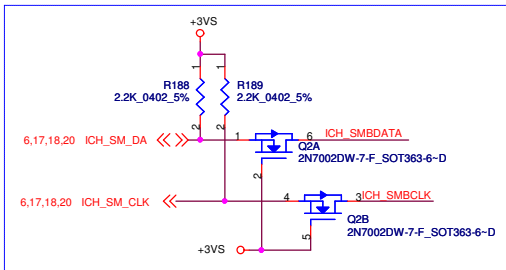 +3VS
1
1
R188
R189
2.2K_0402_5%
2.2K_0402_5%
2
2
6,17,18,20 ICH_SM_DA
1
6
ICH_SMBDATA
Q2A
2N7002DW-7-F_SOT363-6~D
2
6,17,18,20 ICH_SM_CLK
4
3
ICH_SMBCLK
Q2B
2N7002DW-7-F_SOT363-6~D
5
+3VS